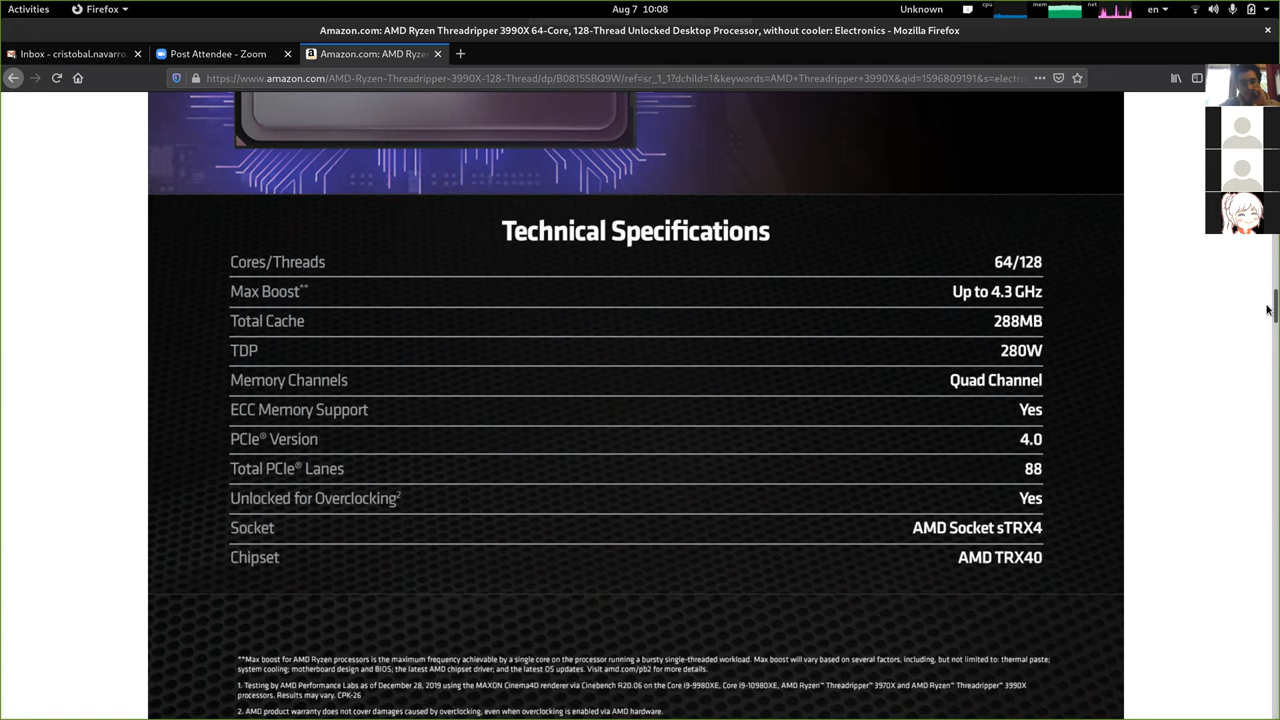 Activities Firefox Aug 7 10:08 Unknown cpu mem net en
Amazon.com: AMD Ryzen Threadripper 3990X 64-Core, 128-Thread Unlocked Desktop Processor, without cooler: Electronics - Mozilla Firefox
Inbox - cristobal.navarro Post Attendee - Zoom Amazon.com: AMD Ryze
https://www.amazon.com/AMD-Ryzen-Threadripper-3990X-128-Thread/dp/B0815SBQ9W/ref=sr_1_1?dchild=1&keywords=AMD+Threadripper+3990X&qid=1596809191&s=electro
Technical Specifications
Cores/Threads 64/128
Max Boost** Up to 4.3 GHz
Total Cache 288MB
TDP 280W
Memory Channels Quad Channel
ECC Memory Support Yes
PCIe® Version 4.0
Total PCIe® Lanes 88
Unlocked for Overclocking² Yes
Socket AMD Socket sTRX4
Chipset AMD TRX40
**Max boost for AMD Ryzen processors is the maximum frequency achievable by a single core on the processor running a bursty single-threaded workload. Max boost will vary based on several factors, including, but not limited to: thermal paste;
system cooling; motherboard design and BIOS; the latest AMD chipset driver; and the latest OS updates. Visit amd.com/pb2 for more details.
1. Testing by AMD Performance Labs as of December 28, 2019 using the MAXON Cinema4D renderer via Cinebench R20.06 on the Core i9-9980XE, Core i9-10980XE, AMD Ryzen™ Threadripper™ 3970X and AMD Ryzen™ Threadripper™ 3990X
processors. Results may vary. CPK-26
2. AMD product warranty does not cover damages caused by overclocking, even when overclocking is enabled via AMD hardware.